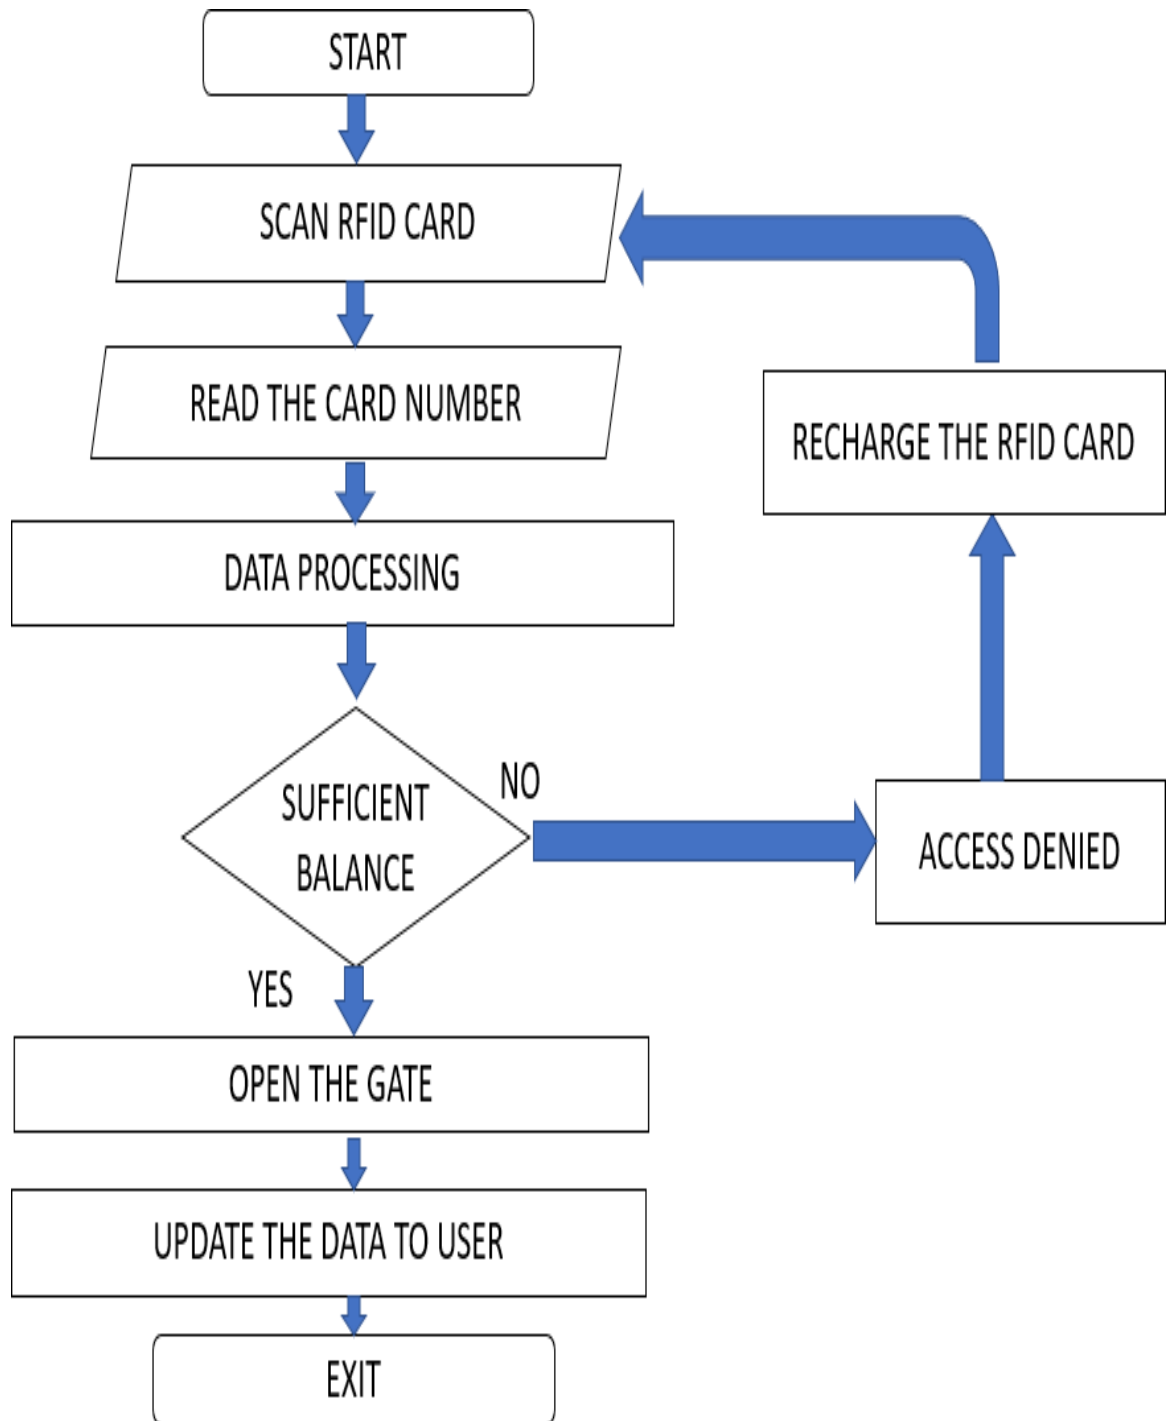 START
SCAN RFID CARD
READ THE CARD NUMBER
RECHARGE THE RFID CARD
DATA PROCESSING
SUFFICIENT
BALANCE
NO
ACCESS DENIED
YES
OPEN THE GATE
UPDATE THE DATA TO USER
EXIT